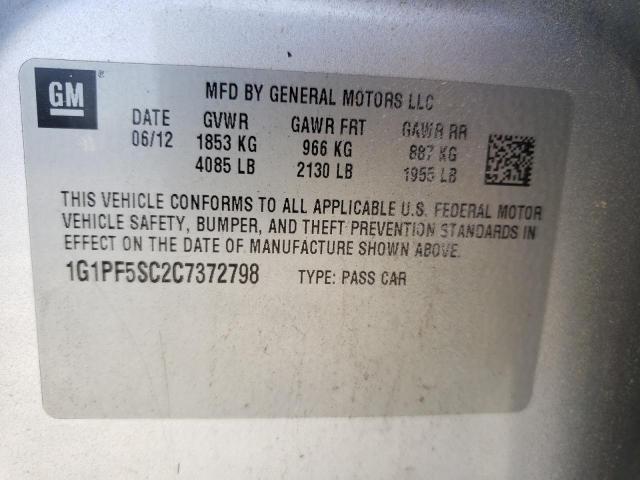 GM ®
MFD BY GENERAL MOTORS LLC
DATE GVWR GAWR FRT GAWR RR
06/12 1853 KG 966 KG 887 KG
4085 LB 2130 LB 1955 LB
THIS VEHICLE CONFORMS TO ALL APPLICABLE U.S. FEDERAL MOTOR
VEHICLE SAFETY, BUMPER, AND THEFT PREVENTION STANDARDS IN
EFFECT ON THE DATE OF MANUFACTURE SHOWN ABOVE.
1G1PF5SC2C7372798 TYPE: PASS CAR